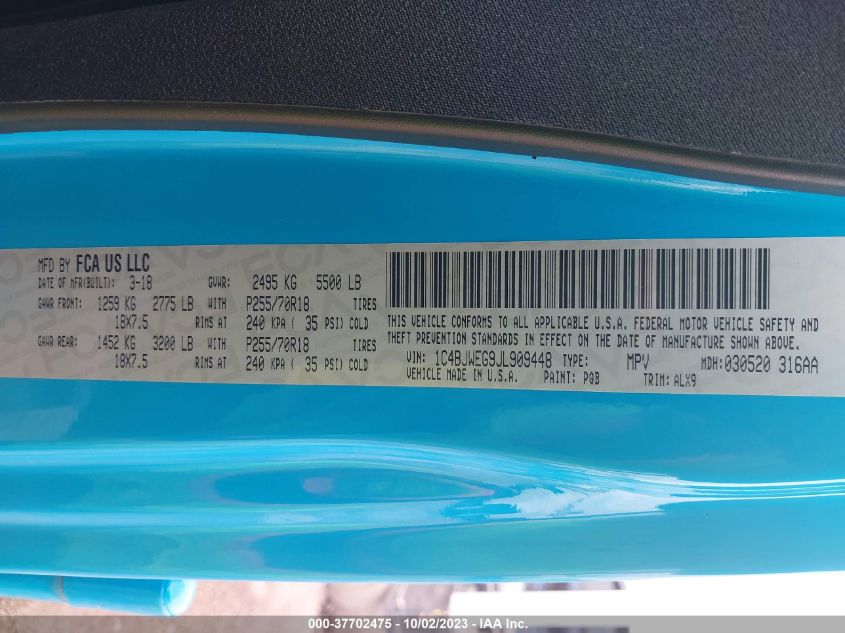 MFD BY FCA US LLC
DATE OF MFR(BUILT): 3-18 GVWR: 2495 KG 5500 LB
GAWR FRONT: 1259 KG 2775 LB WITH P255/70R18 TIRES
18X7.5 RIMS AT 240 KPA ( 35 PSI) COLD
GAWR REAR: 1452 KG 3200 LB WITH P255/70R18 TIRES
18X7.5 RIMS AT 240 KPA ( 35 PSI) COLD
THIS VEHICLE CONFORMS TO ALL APPLICABLE U.S.A. FEDERAL MOTOR VEHICLE SAFETY AND
THEFT PREVENTION STANDARDS IN EFFECT ON THE DATE OF MANUFACTURE SHOWN ABOVE.
VIN: 1C4BJWEG9JL909448 TYPE: MPV MDH:030520 316AA
VEHICLE MADE IN U.S.A. PAINT: PQB TRIM: ALX9
000-37702475 - 10/02/2023 - IAA Inc.